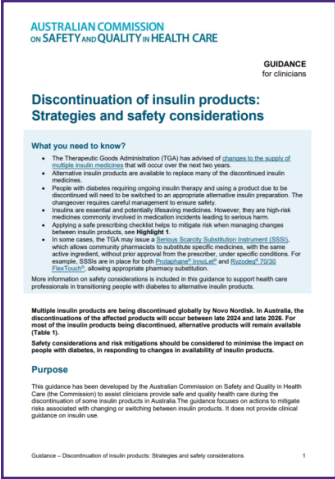 AUSTRALIAN COMMISSION
ON SAFETY AND QUALITY IN HEALTH CARE
GUIDANCE
for clinicians
Discontinuation of insulin products:
Strategies and safety considerations
What you need to know?
• The Therapeutic Goods Administration (TGA) has advised of changes to the supply of
multiple insulin medicines that will occur over the next two years.
• Alternative insulin products are available to replace many of the discontinued insulin
medicines.
• People with diabetes requiring ongoing insulin therapy and using a product due to be
discontinued will need to be switched to an appropriate alternative insulin preparation. The
changeover requires careful management to ensure safety.
• Insulins are essential and potentially lifesaving medicines. However, they are high-risk
medicines commonly involved in medication incidents leading to serious harm.
• Applying a safe prescribing checklist helps to mitigate risk when managing changes
between insulin products, see Highlight 1.
• In some cases, the TGA may issue a Serious Scarcity Substitution Instrument (SSSI),
which allows community pharmacists to substitute specific medicines, with the same
active ingredient, without prior approval from the prescriber, under specific conditions. For
example, SSSIs are in place for both Protaphane® InnoLet® and Ryzodeg® 70/30
FlexTouch®, allowing appropriate pharmacy substitution.
More information on safety considerations is included in this guidance to support health care
professionals in transitioning people with diabetes to alternative insulin products.
Multiple insulin products are being discontinued globally by Novo Nordisk. In Australia, the
discontinuations of the affected products will occur between late 2024 and late 2026. For
most of the insulin products being discontinued, alternative products will remain available
(Table 1).
Safety considerations and risk mitigations should be considered to minimise the impact on
people with diabetes, in responding to changes in availability of insulin products.
Purpose
This guidance has been developed by the Australian Commission on Safety and Quality in Health
Care (the Commission) to assist clinicians provide safe and quality health care during the
discontinuation of some insulin products in Australia.The guidance focuses on actions to mitigate
risks associated with changing or switching between insulin products. It does not provide clinical
guidance on insulin use.
Guidance – Discontinuation of insulin products: Strategies and safety considerations 1